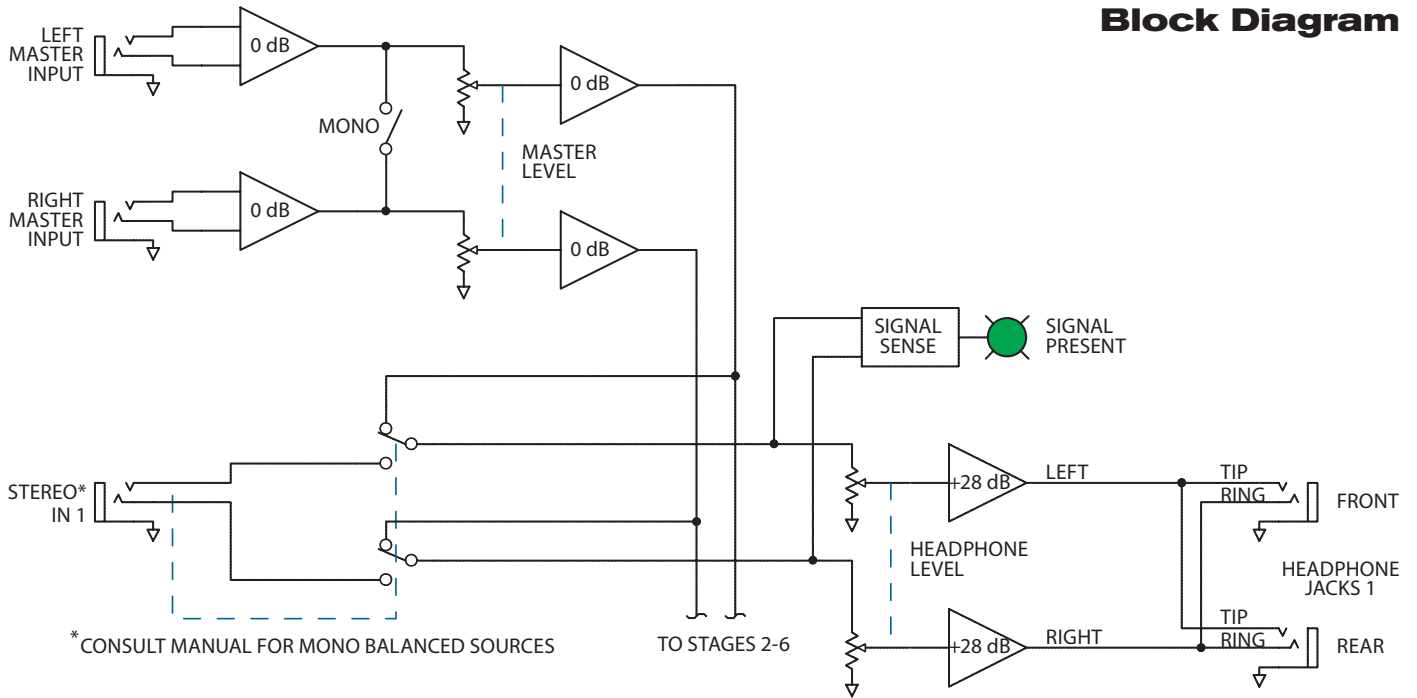 Block Diagram
LEFT
MASTER
INPUT
0 dB
0 dB
MONO
MASTER
LEVEL
RIGHT
MASTER
INPUT
0 dB
0 dB
SIGNAL
SENSE
SIGNAL
PRESENT
STEREO*
IN 1
+28 dB
LEFT
TIP
RING
FRONT
HEADPHONE
LEVEL
HEADPHONE
JACKS 1
+28 dB
RIGHT
TIP
RING
REAR
*CONSULT MANUAL FOR MONO BALANCED SOURCES
TO STAGES 2-6